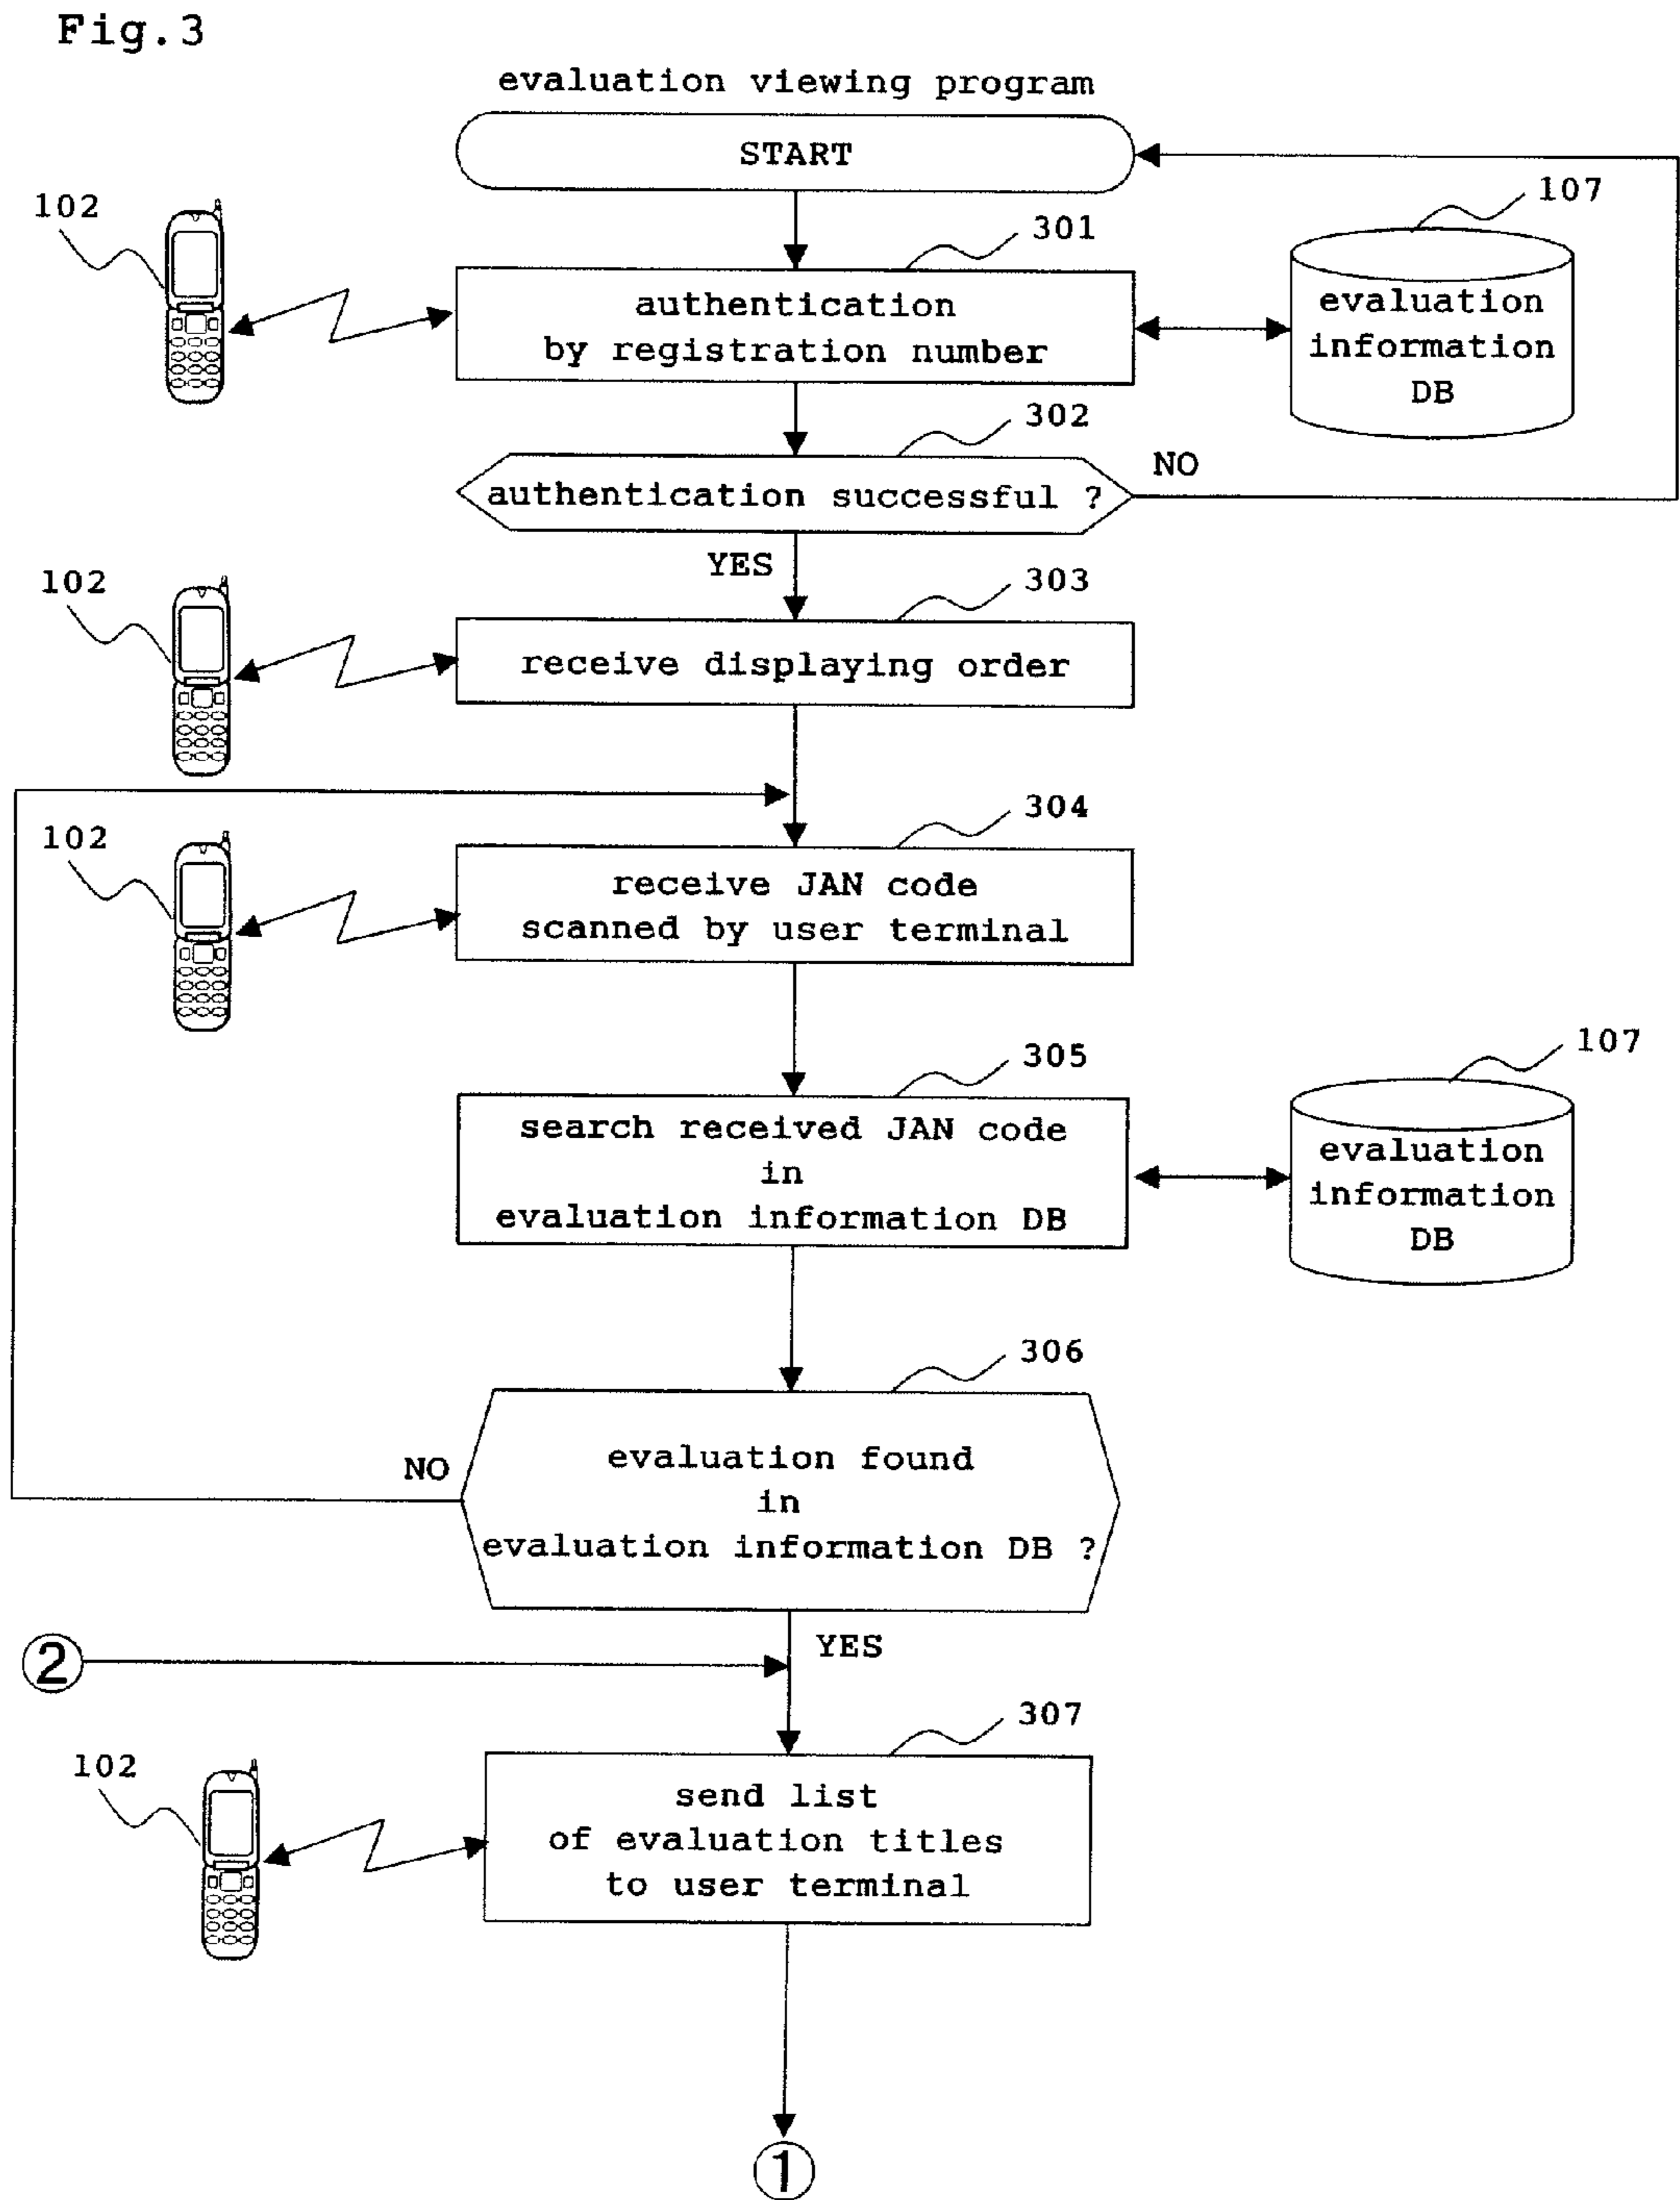 Fig.3
evaluation viewing program
START
102
301
107
authentication
by registration number
evaluation
information
DB
302
authentication successful ?
NO
YES
102
303
receive displaying order
102
304
receive JAN code
scanned by user terminal
305
107
search received JAN code
in
evaluation information DB
evaluation
information
DB
306
NO
evaluation found
in
evaluation information DB ?
YES
②
307
102
send list
of evaluation titles
to user terminal
①